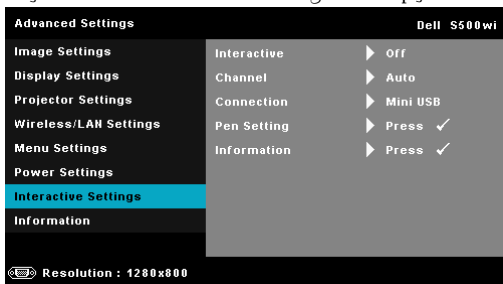 Advanced Settings Dell S500wi
Image Settings Interactive Off
Display Settings Channel Auto
Projector Settings Connection Mini USB
Wireless/LAN Settings Pen Setting Press ✓
Menu Settings Information Press ✓
Power Settings
Interactive Settings
Information
Resolution : 1280x800